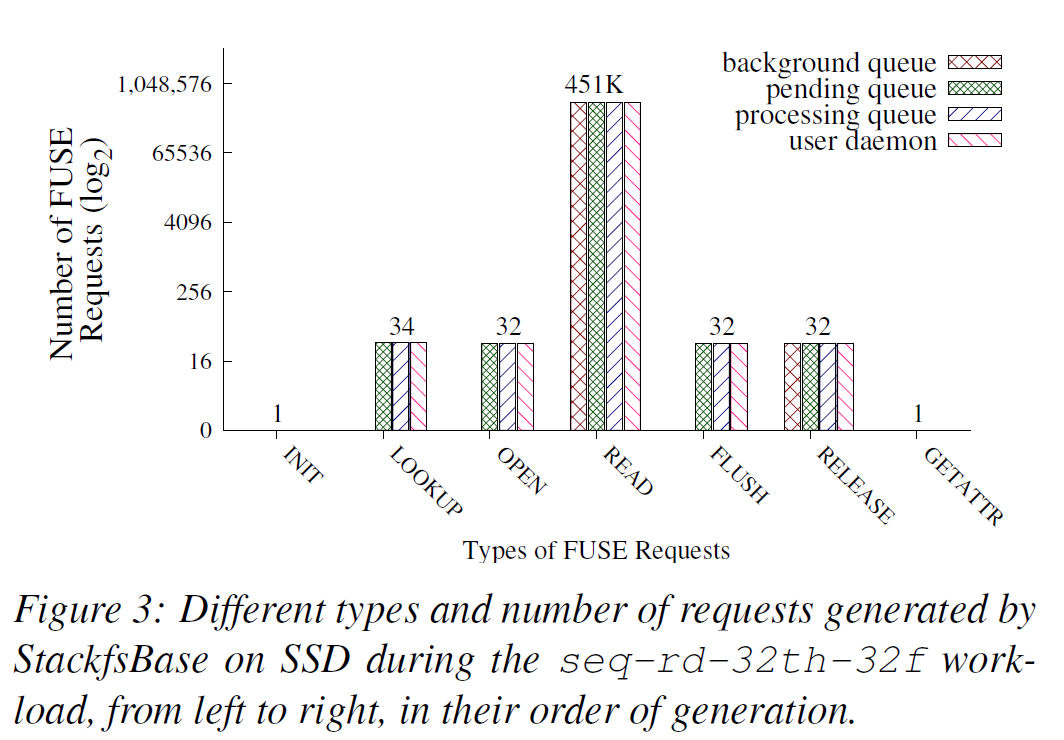 background queue
pending queue
processing queue
user daemon
Number of FUSE
Requests (log2)
1,048,576
65536
4096
256
16
0
1
34
32
451K
32
32
1
INIT
LOOKUP
OPEN
READ
FLUSH
RELEASE
GETATTR
Types of FUSE Requests
Figure 3: Different types and number of requests generated by
StackfsBase on SSD during the seq-rd-32th-32f work-
load, from left to right, in their order of generation.